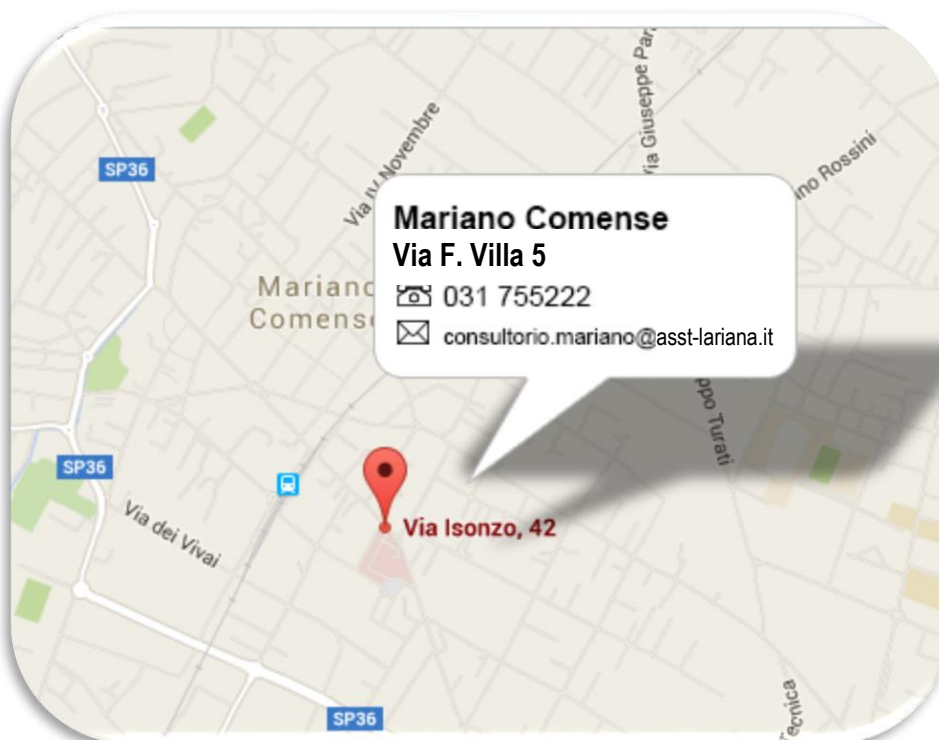 Via Giuseppe Par
SP36
Via IV Novembre
ino Rossini
Mariano Comense
Via F. Villa 5
031 755222
consultorio.mariano@asst-lariana.it
Mariano
Comense
ppo Turati
SP36
Via dei Vivai
Via Isonzo, 42
SP36
Tecnica